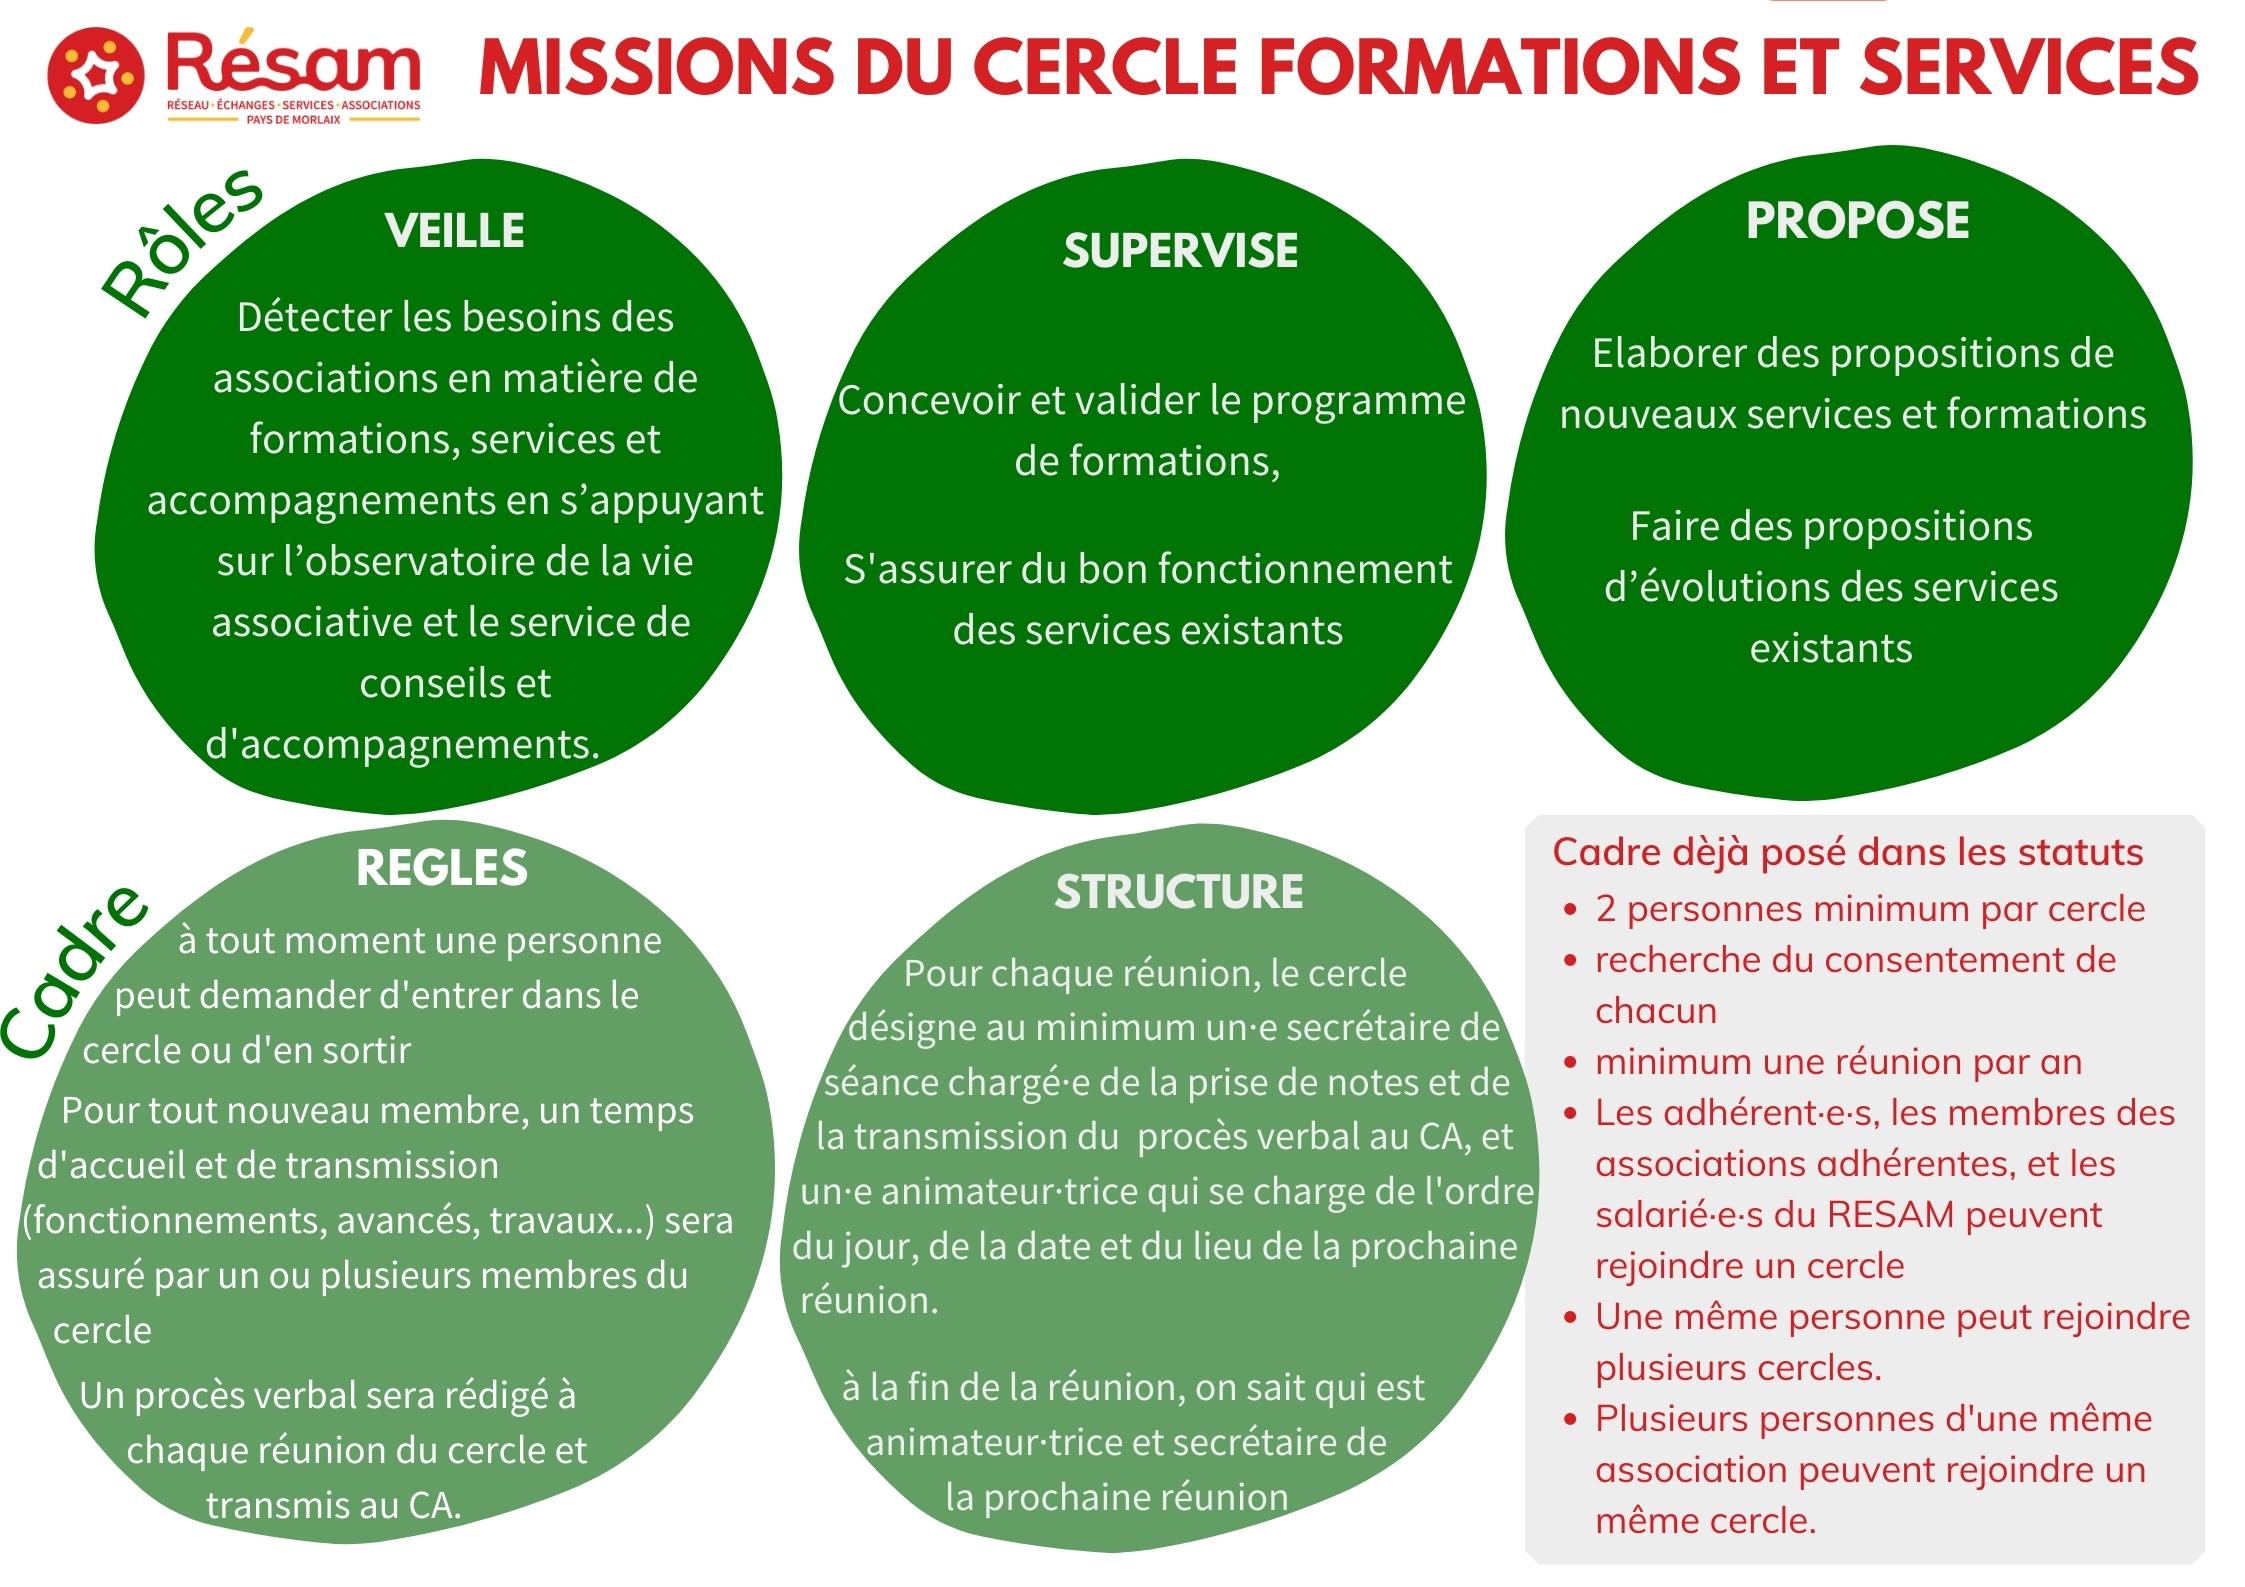 Résam
RÉSEAU · ÉCHANGES · SERVICES · ASSOCIATIONS
PAYS DE MORLAIX
MISSIONS DU CERCLE FORMATIONS ET SERVICES
Rôles
VEILLE
Détecter les besoins des
associations en matière de
formations, services et
accompagnements en s’appuyant
sur l’observatoire de la vie
associative et le service de
conseils et
d'accompagnements.
SUPERVISE
Concevoir et valider le programme
de formations,
S'assurer du bon fonctionnement
des services existants
PROPOSE
Elaborer des propositions de
nouveaux services et formations
Faire des propositions
d’évolutions des services
existants
Cadre
REGLES
à tout moment une personne
peut demander d'entrer dans le
cercle ou d'en sortir
Pour tout nouveau membre, un temps
d'accueil et de transmission
(fonctionnements, avancés, travaux...) sera
assuré par un ou plusieurs membres du
cercle
Un procès verbal sera rédigé à
chaque réunion du cercle et
transmis au CA.
STRUCTURE
Pour chaque réunion, le cercle
désigne au minimum un·e secrétaire de
séance chargé·e de la prise de notes et de
la transmission du procès verbal au CA, et
un·e animateur·trice qui se charge de l'ordre
du jour, de la date et du lieu de la prochaine
réunion.
à la fin de la réunion, on sait qui est
animateur·trice et secrétaire de
la prochaine réunion
Cadre dèjà posé dans les statuts
• 2 personnes minimum par cercle
• recherche du consentement de
chacun
• minimum une réunion par an
• Les adhérent·e·s, les membres des
associations adhérentes, et les
salarié·e·s du RESAM peuvent
rejoindre un cercle
• Une même personne peut rejoindre
plusieurs cercles.
• Plusieurs personnes d'une même
association peuvent rejoindre un
même cercle.